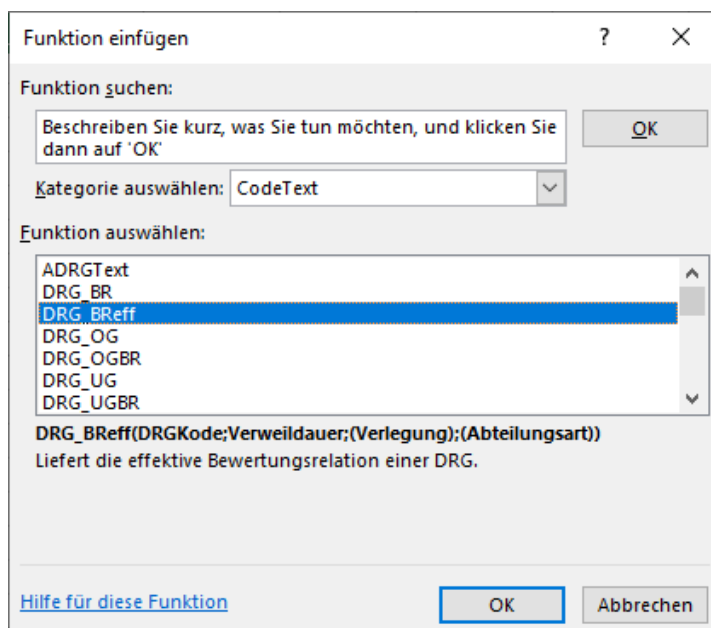 Funktion einfügen ?
Funktion suchen:
Beschreiben Sie kurz, was Sie tun möchten, und klicken Sie
dann auf 'OK'
OK
Kategorie auswählen: CodeText
Funktion auswählen:
ADRGText
DRG_BR
DRG_BReff
DRG_OG
DRG_OGBR
DRG_UG
DRG_UGBR
DRG_BReff(DRGKode;Verweildauer;(Verlegung);(Abteilungsart))
Liefert die effektive Bewertungsrelation einer DRG.
Hilfe für diese Funktion OK Abbrechen